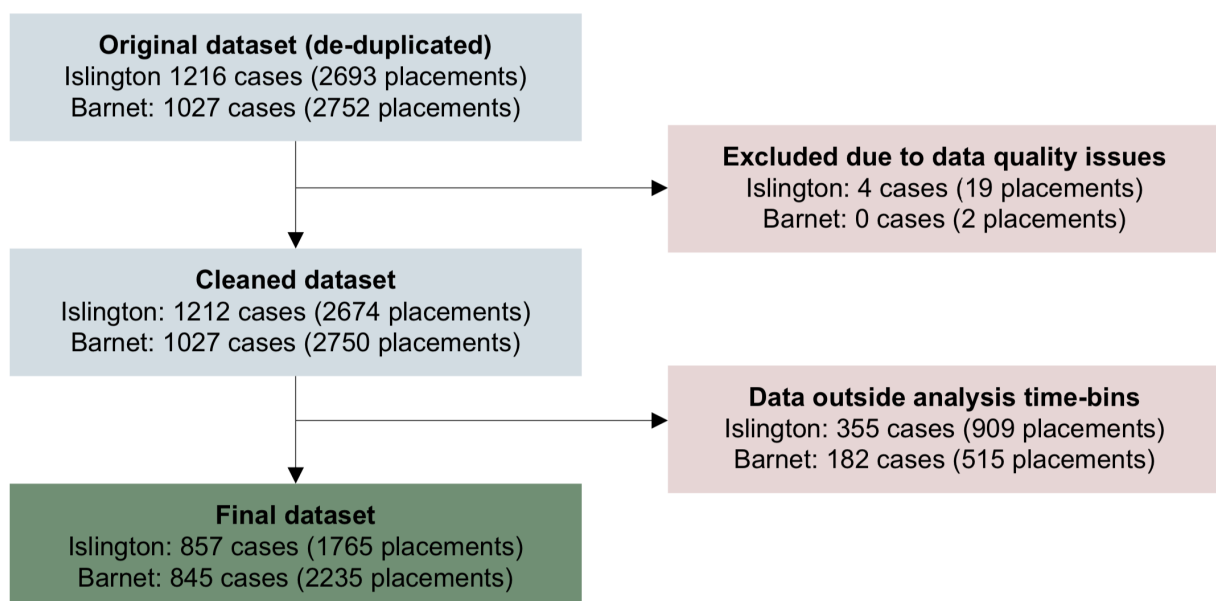 Original dataset (de-duplicated)
Islington 1216 cases (2693 placements)
Barnet: 1027 cases (2752 placements)
Excluded due to data quality issues
Islington: 4 cases (19 placements)
Barnet: 0 cases (2 placements)
Cleaned dataset
Islington: 1212 cases (2674 placements)
Barnet: 1027 cases (2750 placements)
Data outside analysis time-bins
Islington: 355 cases (909 placements)
Barnet: 182 cases (515 placements)
Final dataset
Islington: 857 cases (1765 placements)
Barnet: 845 cases (2235 placements)